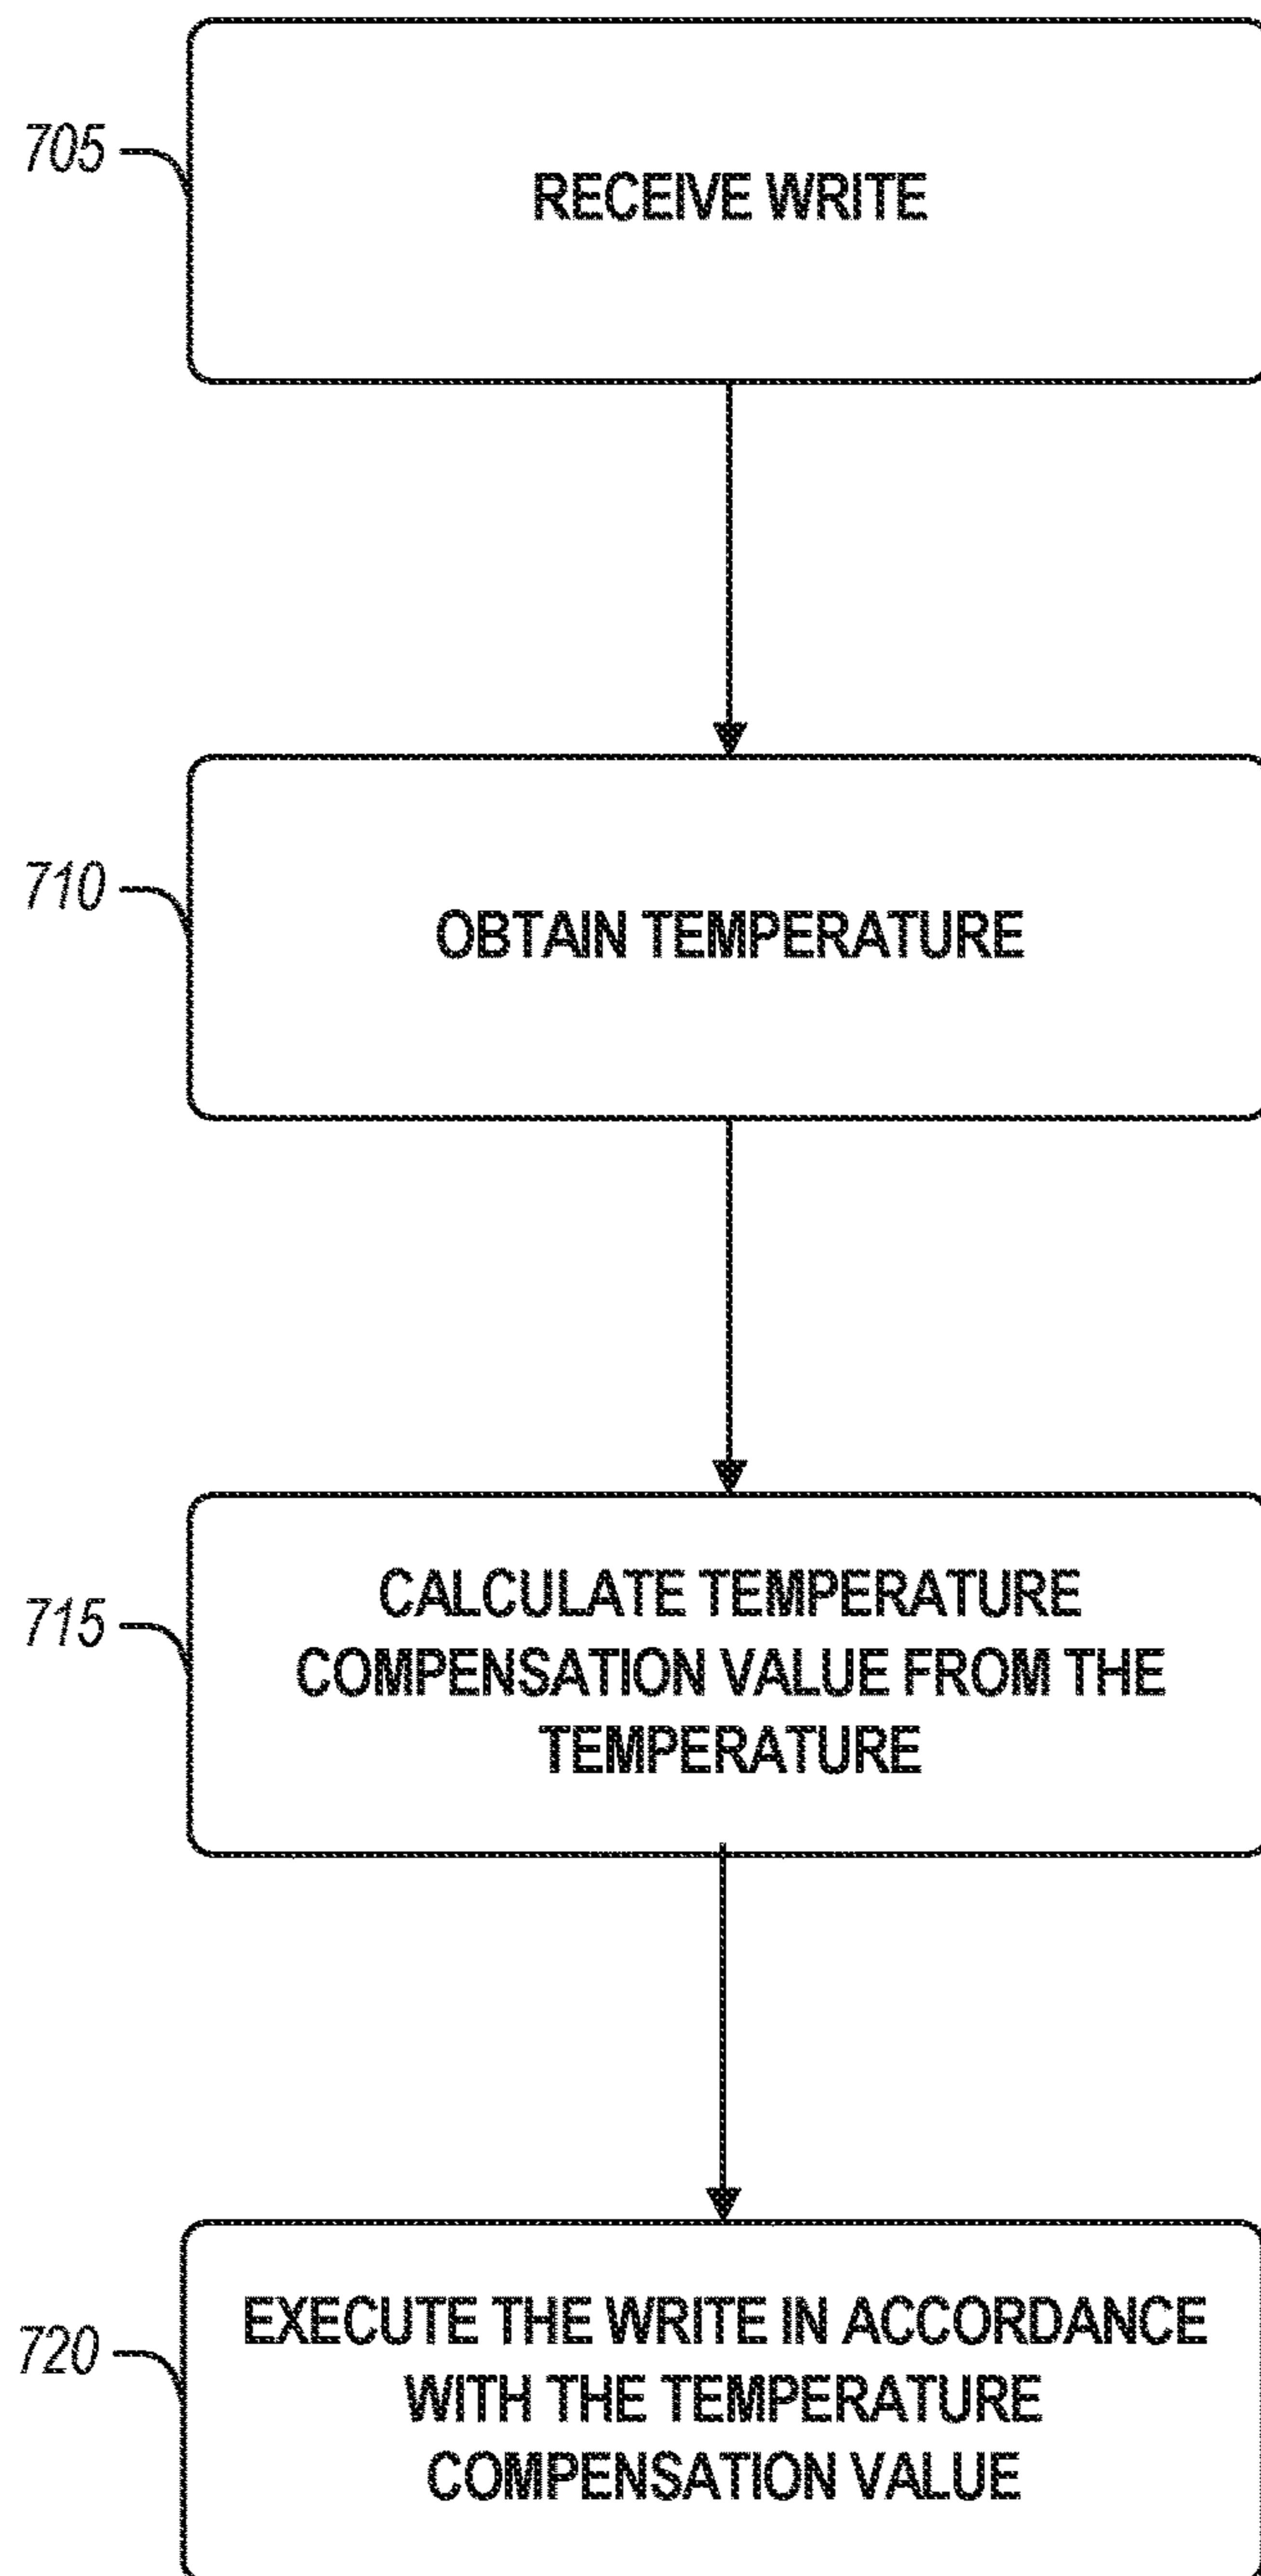 705
RECEIVE WRITE
710
OBTAIN TEMPERATURE
715
CALCULATE TEMPERATURE
COMPENSATION VALUE FROM THE
TEMPERATURE
720
EXECUTE THE WRITE IN ACCORDANCE
WITH THE TEMPERATURE
COMPENSATION VALUE